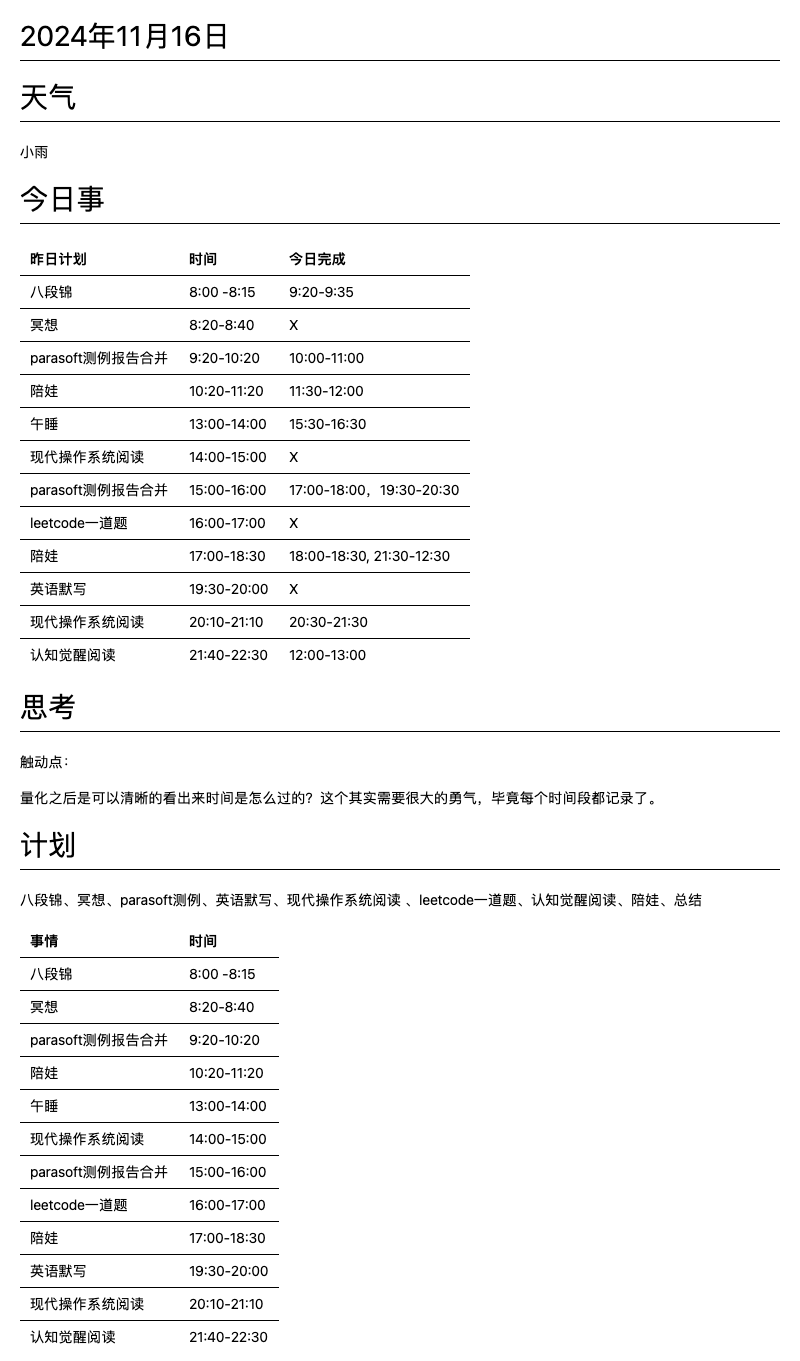 2024年11月16日
天气
小雨
今日事
昨日计划 时间 今日完成
八段锦 8:00 -8:15 9:20-9:35
冥想 8:20-8:40 X
parasoft测例报告合并 9:20-10:20 10:00-11:00
陪娃 10:20-11:20 11:30-12:00
午睡 13:00-14:00 15:30-16:30
现代操作系统阅读 14:00-15:00 X
parasoft测例报告合并 15:00-16:00 17:00-18:00，19:30-20:30
leetcode一道题 16:00-17:00 X
陪娃 17:00-18:30 18:00-18:30, 21:30-12:30
英语默写 19:30-20:00 X
现代操作系统阅读 20:10-21:10 20:30-21:30
认知觉醒阅读 21:40-22:30 12:00-13:00
思考
触动点：
量化之后是可以清晰的看出来时间是怎么过的？这个其实需要很大的勇气，毕竟每个时间段都记录了。
计划
八段锦、冥想、parasoft测例、英语默写、现代操作系统阅读 、leetcode一道题、认知觉醒阅读、陪娃、总结
事情 时间
八段锦 8:00 -8:15
冥想 8:20-8:40
parasoft测例报告合并 9:20-10:20
陪娃 10:20-11:20
午睡 13:00-14:00
现代操作系统阅读 14:00-15:00
parasoft测例报告合并 15:00-16:00
leetcode一道题 16:00-17:00
陪娃 17:00-18:30
英语默写 19:30-20:00
现代操作系统阅读 20:10-21:10
认知觉醒阅读 21:40-22:30